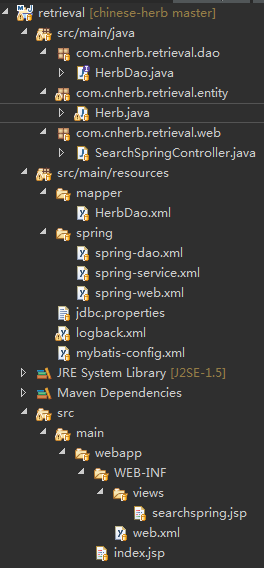 retrieval [chinese-herb master]
src/main/java
com.cnherb.retrieval.dao
HerbDao.java
com.cnherb.retrieval.entity
Herb.java
com.cnherb.retrieval.web
SearchSpringController.java
src/main/resources
mapper
HerbDao.xml
spring
spring-dao.xml
spring-service.xml
spring-web.xml
jdbc.properties
logback.xml
mybatis-config.xml
JRE System Library [J2SE-1.5]
Maven Dependencies
src
main
webapp
WEB-INF
views
searchspring.jsp
web.xml
index.jsp